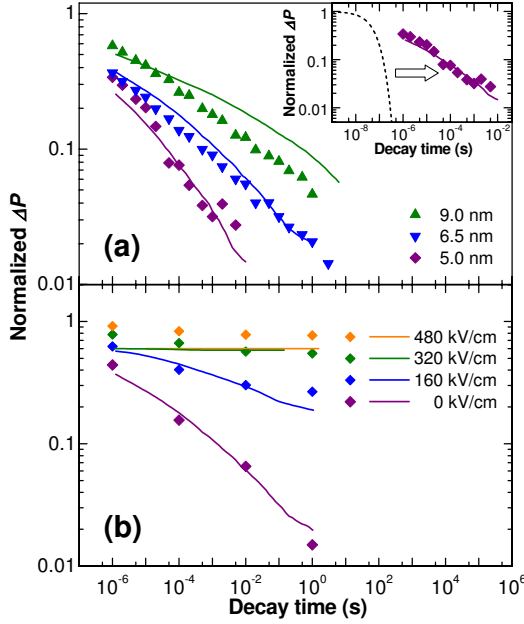 Normalized ΔP
1
0.1
0.01
(a)
9.0 nm
6.5 nm
5.0 nm
Normalized ΔP
1
0.1
0.01
10^-8 10^-6 10^-4 10^-2 10^0
Decay time (s)
1
0.1
0.01
(b)
480 kV/cm
320 kV/cm
160 kV/cm
0 kV/cm
10^-6 10^-4 10^-2 10^0 10^2 10^4 10^6
Decay time (s)